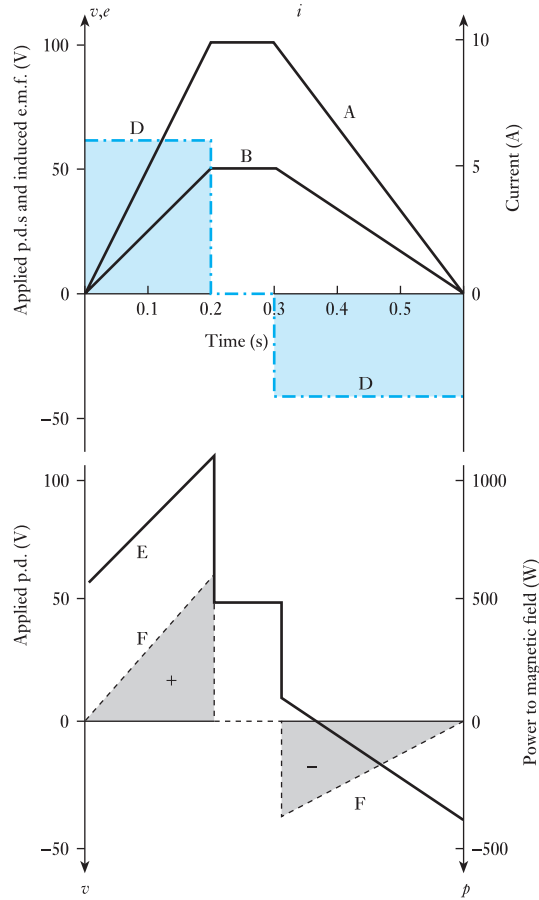 v,e
i
Applied p.d.s and induced e.m.f. (V)
100
50
0
−50
10
5
0
Current (A)
D
B
A
D
0.1
0.2
0.3
0.4
0.5
Time (s)
Applied p.d. (V)
100
50
0
−50
1000
500
0
−500
Power to magnetic field (W)
E
F
+
−
F
v
p